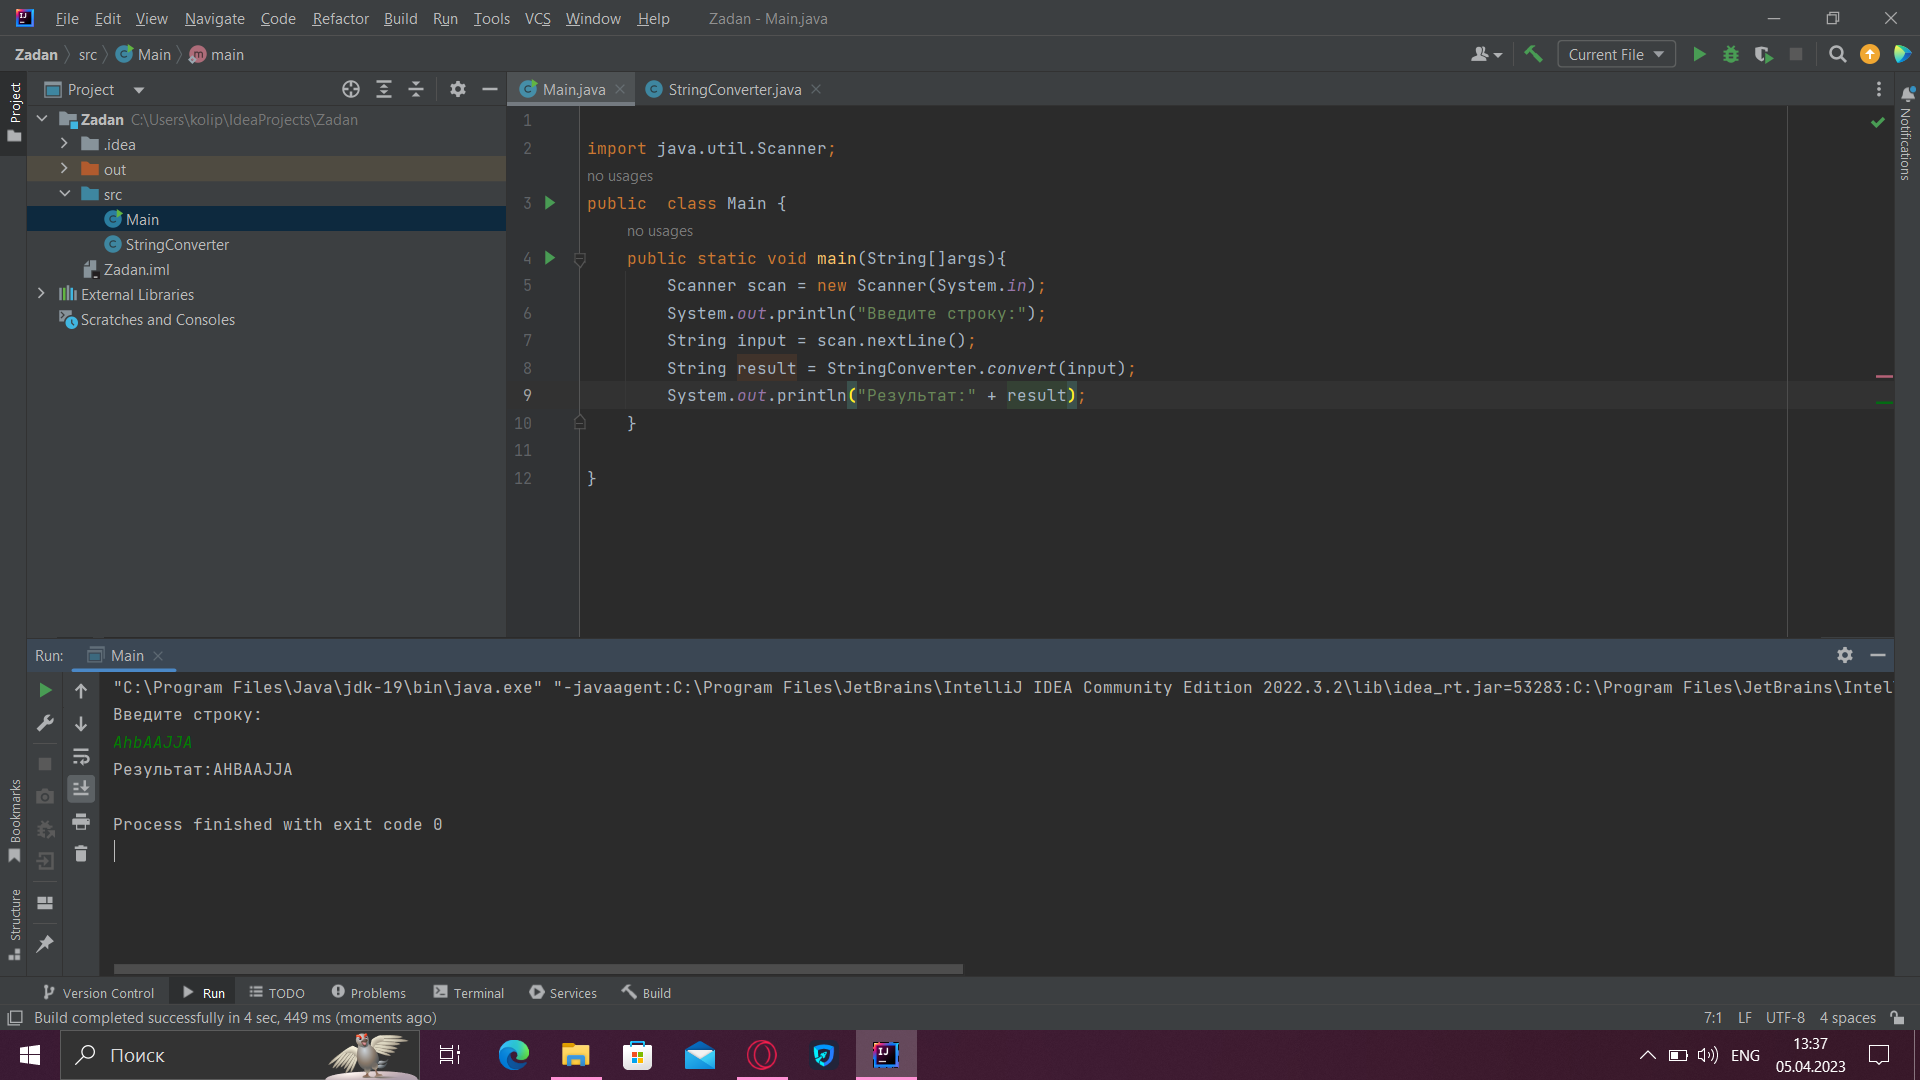 File Edit View Navigate Code Refactor Build Run Tools VCS Window Help Zadan - Main.java
Zadan src Main main
Current File
Project
Main.java
StringConverter.java
Project
Notifications
Zadan C:\Users\kolip\IdeaProjects\Zadan
.idea
out
src
Main
StringConverter
Zadan.iml
External Libraries
Scratches and Consoles
1
2 import java.util.Scanner;
no usages
3 public  class Main {
no usages
4 public static void main(String[]args){
5 Scanner scan = new Scanner(System.in);
6 System.out.println("Введите строку:");
7 String input = scan.nextLine();
8 String result = StringConverter.convert(input);
9 System.out.println("Результат:" + result);
10 }
11
12 }
Run: Main
"C:\Program Files\Java\jdk-19\bin\java.exe" "-javaagent:C:\Program Files\JetBrains\IntelliJ IDEA Community Edition 2022.3.2\lib\idea_rt.jar=53283:C:\Program Files\JetBrains\Intel
Введите строку:
AhbAAJJA
Результат:AHBAAJJA
Process finished with exit code 0
Bookmarks
Structure
Version Control Run TODO Problems Terminal Services Build
Build completed successfully in 4 sec, 449 ms (moments ago)
7:1 LF UTF-8 4 spaces
Поиск
ENG
13:37
05.04.2023